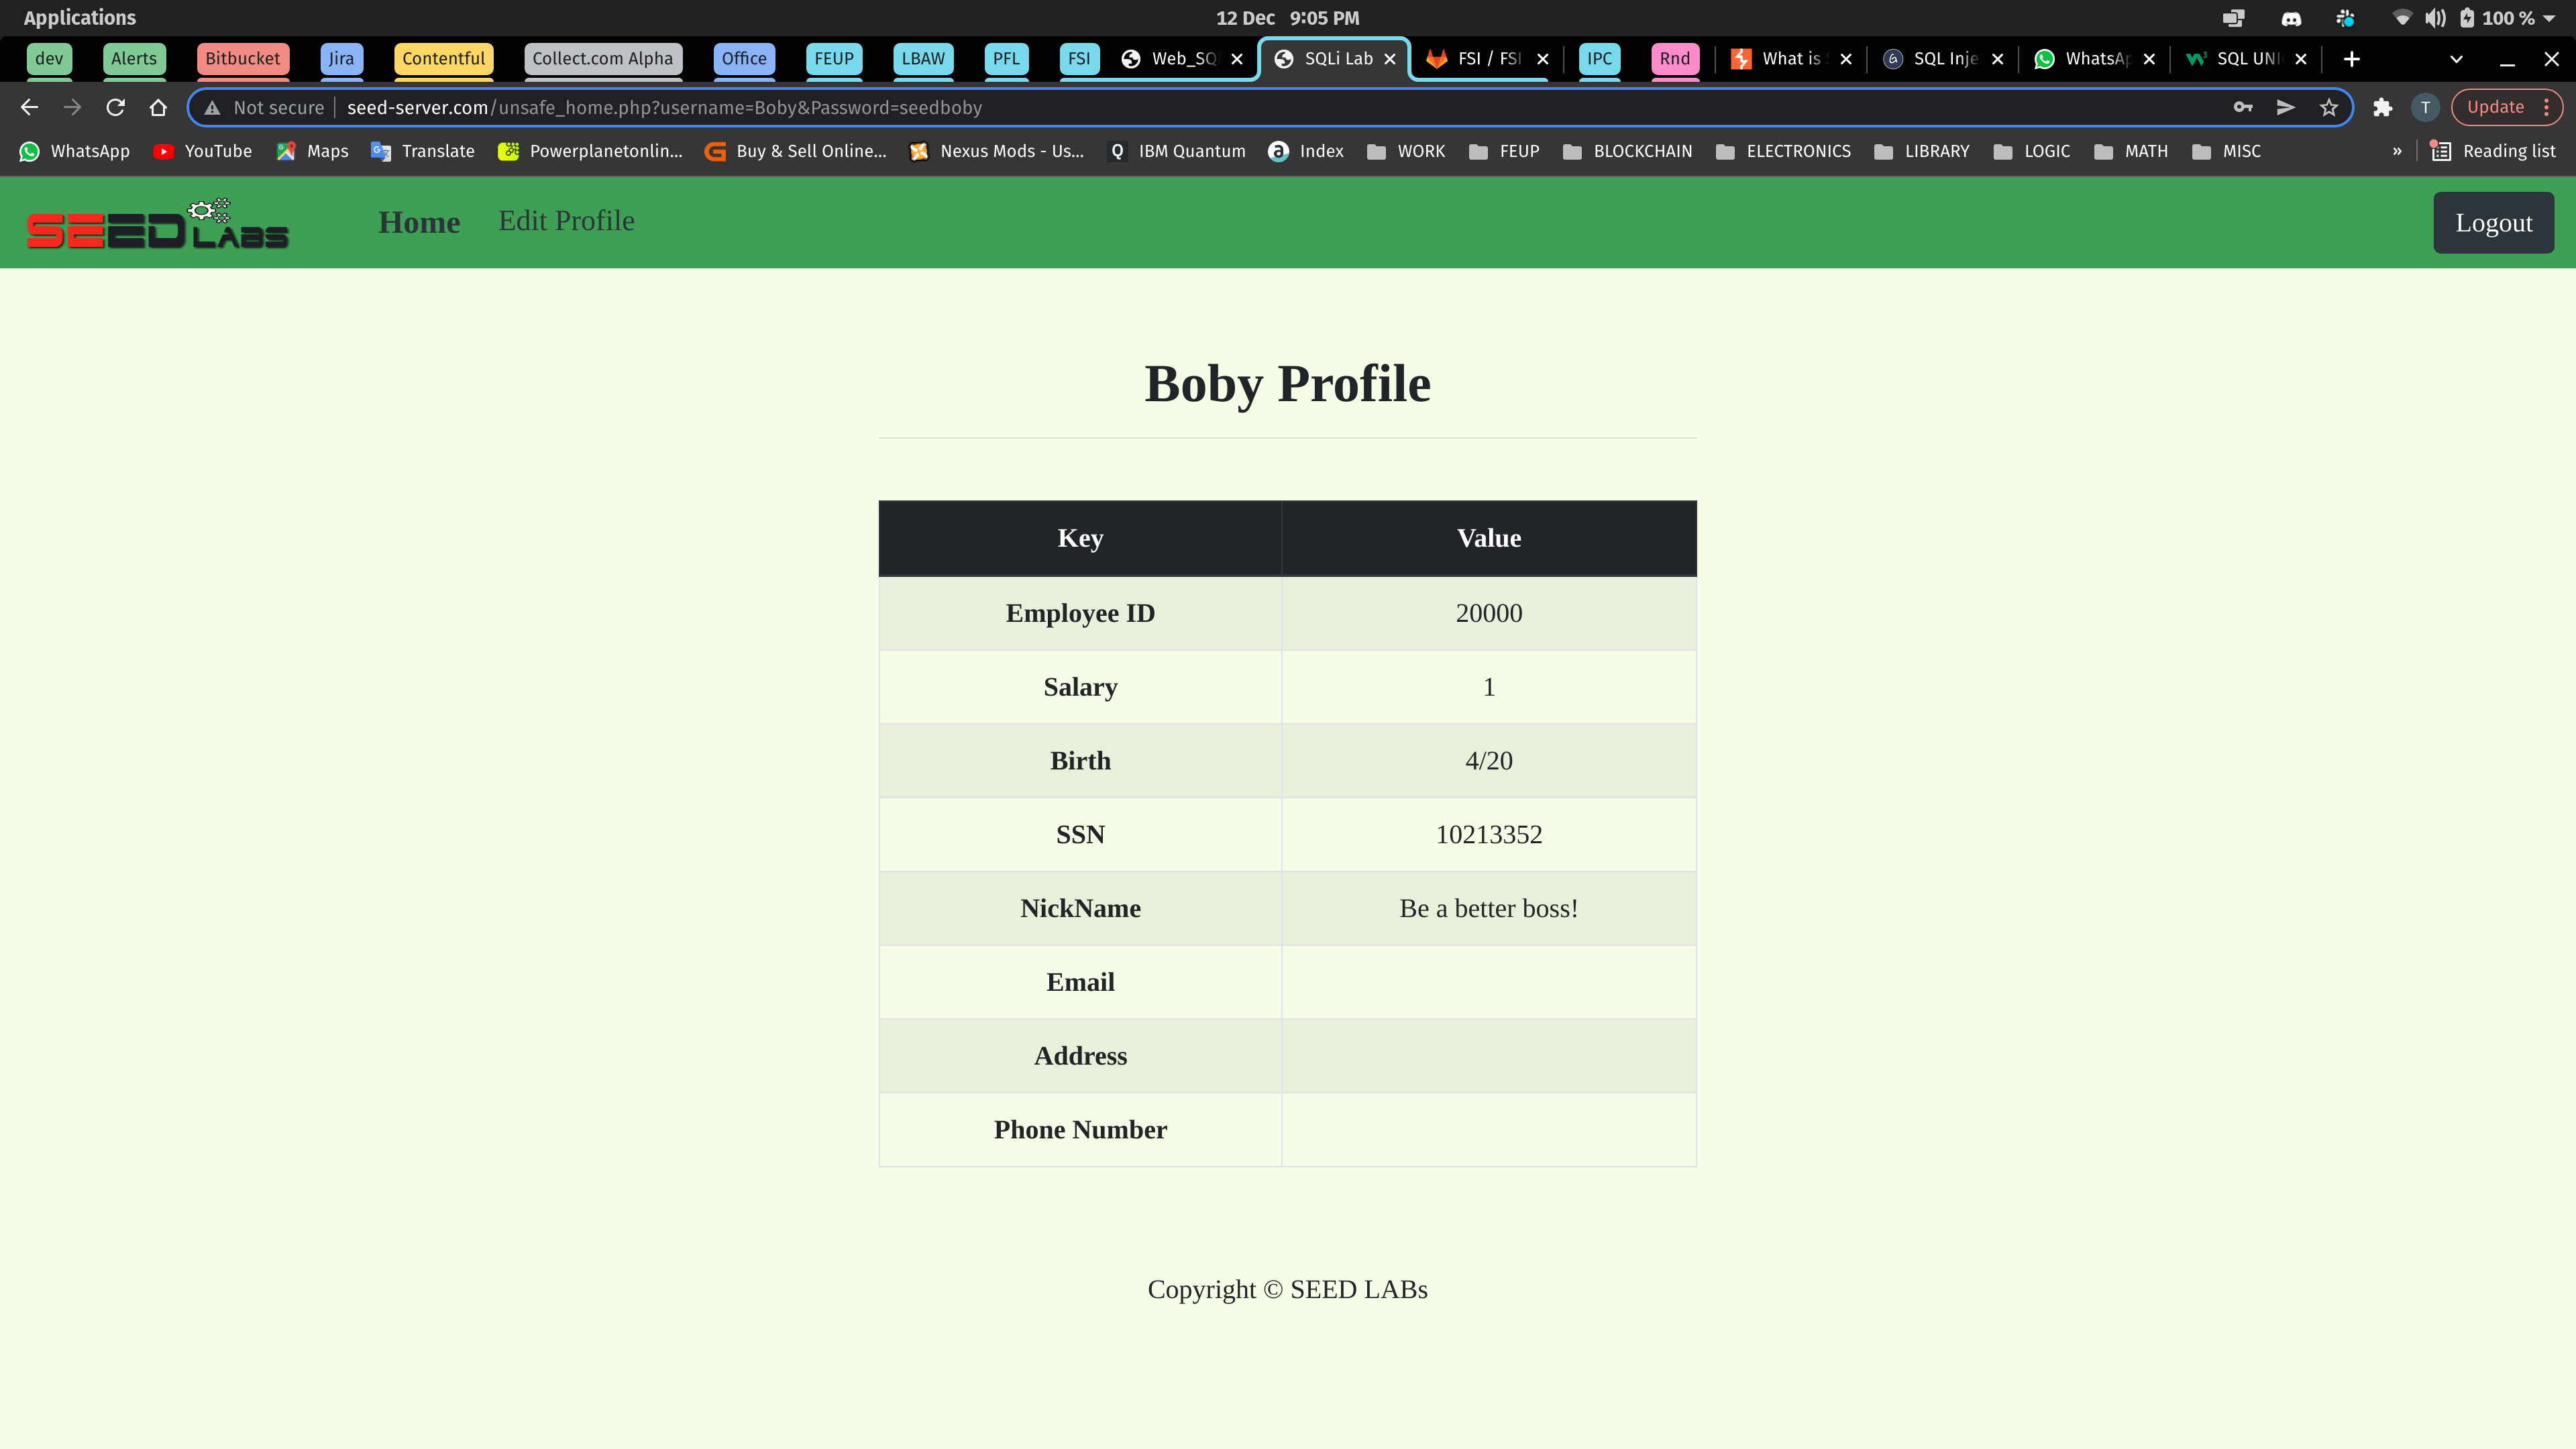 Applications 12 Dec 9:05 PM 100 %
dev Alerts Bitbucket Jira Contentful Collect.com Alpha Office FEUP LBAW PFL FSI Web_SQ SQLi Lab FSI / FSI IPC Rnd What is SQL Inje WhatsAp SQL UNI
Not secure seed-server.com/unsafe_home.php?username=Boby&Password=seedboby T Update
WhatsApp YouTube Maps Translate Powerplanetonlin... Buy & Sell Online... Nexus Mods - Us... IBM Quantum Index WORK FEUP BLOCKCHAIN ELECTRONICS LIBRARY LOGIC MATH MISC » Reading list
SEED LABS Home Edit Profile Logout
Boby Profile
Key Value
Employee ID 20000
Salary 1
Birth 4/20
SSN 10213352
NickName Be a better boss!
Email
Address
Phone Number
Copyright © SEED LABs